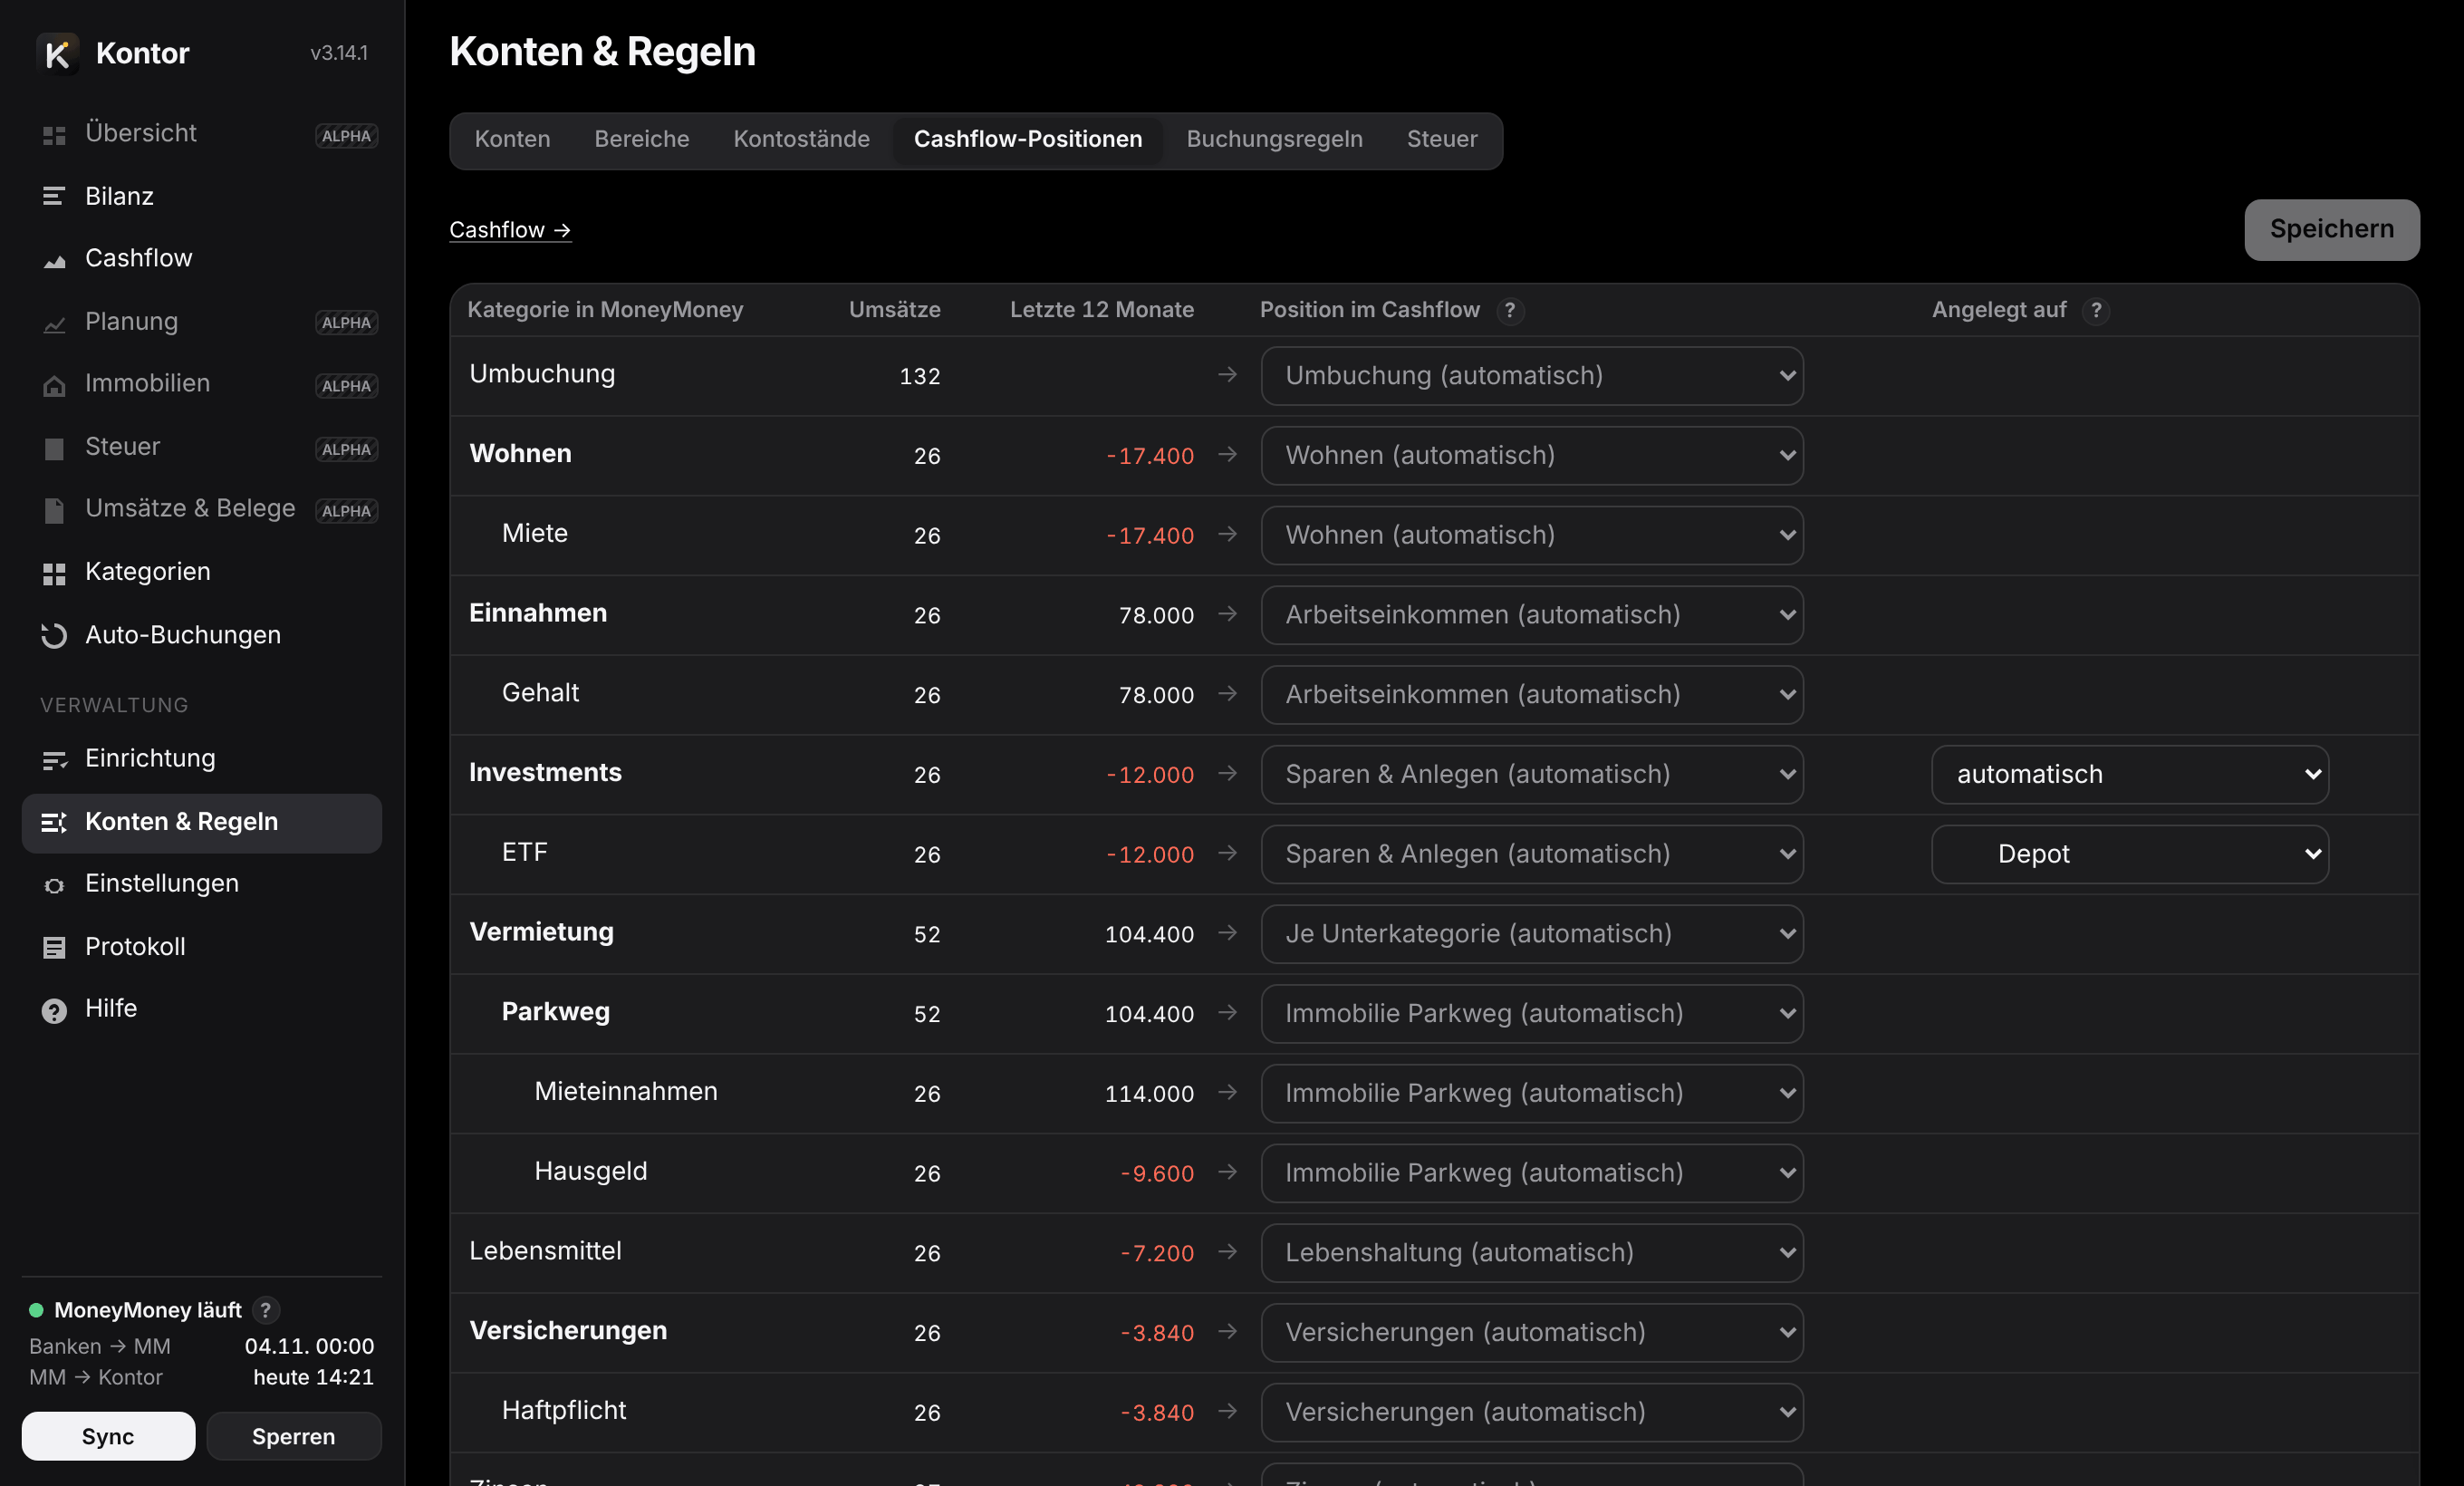 Kontor v3.14.1
Übersicht ALPHA
Bilanz
Cashflow
Planung ALPHA
Immobilien ALPHA
Steuer ALPHA
Umsätze & Belege ALPHA
Kategorien
Auto-Buchungen
VERWALTUNG
Einrichtung
Konten & Regeln
Einstellungen
Protokoll
Hilfe
MoneyMoney läuft ?
Banken → MM 04.11. 00:00
MM → Kontor heute 14:21
Sync Sperren
Konten & Regeln
Konten Bereiche Kontostände Cashflow-Positionen Buchungsregeln Steuer
Cashflow → Speichern
Kategorie in MoneyMoney Umsätze Letzte 12 Monate Position im Cashflow ? Angelegt auf ?
Umbuchung 132 → Umbuchung (automatisch)
Wohnen 26 -17.400 → Wohnen (automatisch)
Miete 26 -17.400 → Wohnen (automatisch)
Einnahmen 26 78.000 → Arbeitseinkommen (automatisch)
Gehalt 26 78.000 → Arbeitseinkommen (automatisch)
Investments 26 -12.000 → Sparen & Anlegen (automatisch) automatisch
ETF 26 -12.000 → Sparen & Anlegen (automatisch) Depot
Vermietung 52 104.400 → Je Unterkategorie (automatisch)
Parkweg 52 104.400 → Immobilie Parkweg (automatisch)
Mieteinnahmen 26 114.000 → Immobilie Parkweg (automatisch)
Hausgeld 26 -9.600 → Immobilie Parkweg (automatisch)
Lebensmittel 26 -7.200 → Lebenshaltung (automatisch)
Versicherungen 26 -3.840 → Versicherungen (automatisch)
Haftpflicht 26 -3.840 → Versicherungen (automatisch)